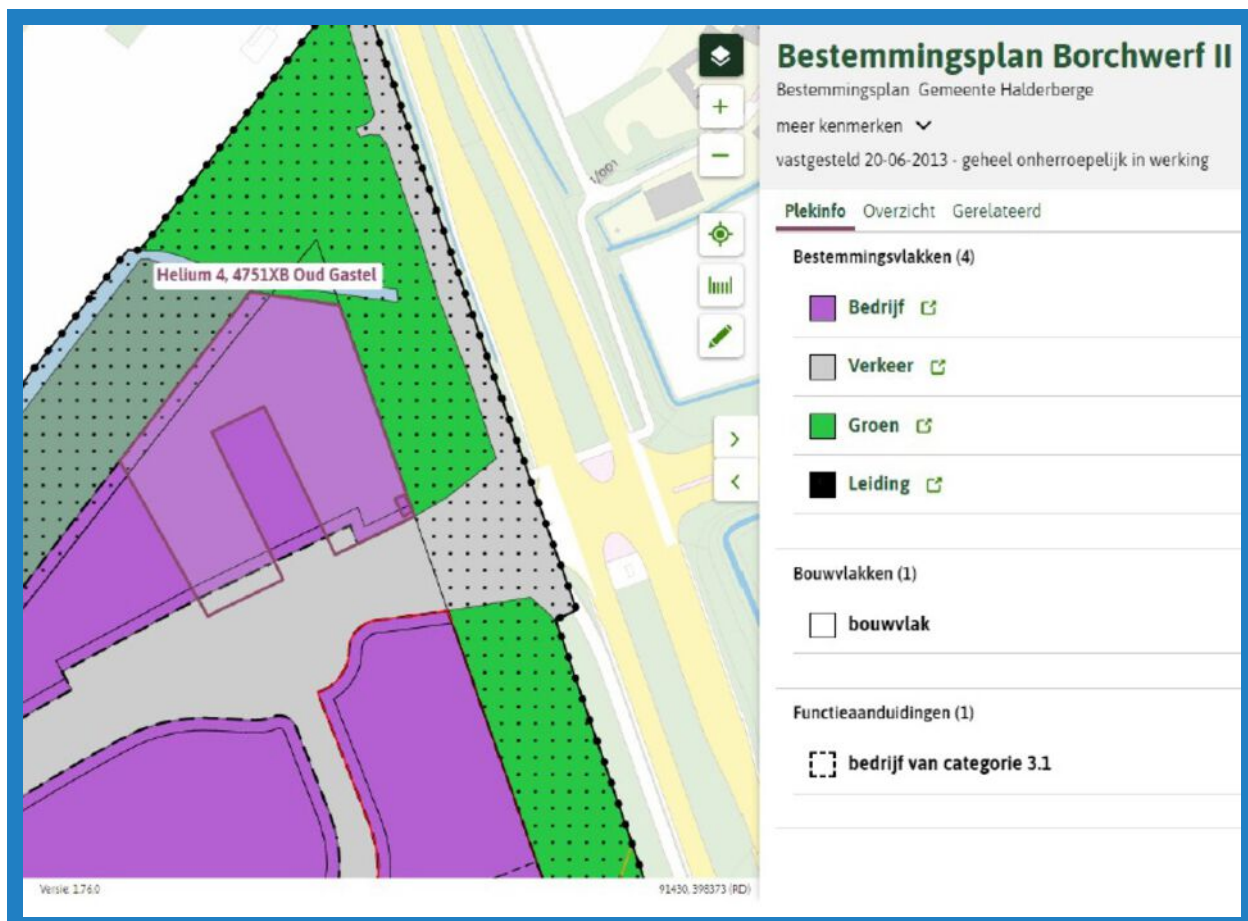 Bestemmingsplan Borchwerf II
Bestemmingsplan Gemeente Halderberge
meer kenmerken
vastgesteld 20-06-2013 - geheel onherroepelijk in werking
Plekinfo Overzicht Gerelateerd
Bestemmingsvlakken (4)
Bedrijf
Verkeer
Groen
Leiding
Bouwvlakken (1)
bouwvlak
Functieaanduidingen (1)
bedrijf van categorie 3.1
Helium 4, 4751XB Oud Gastel
Versie 1.76.0
91430, 398373 (RD)